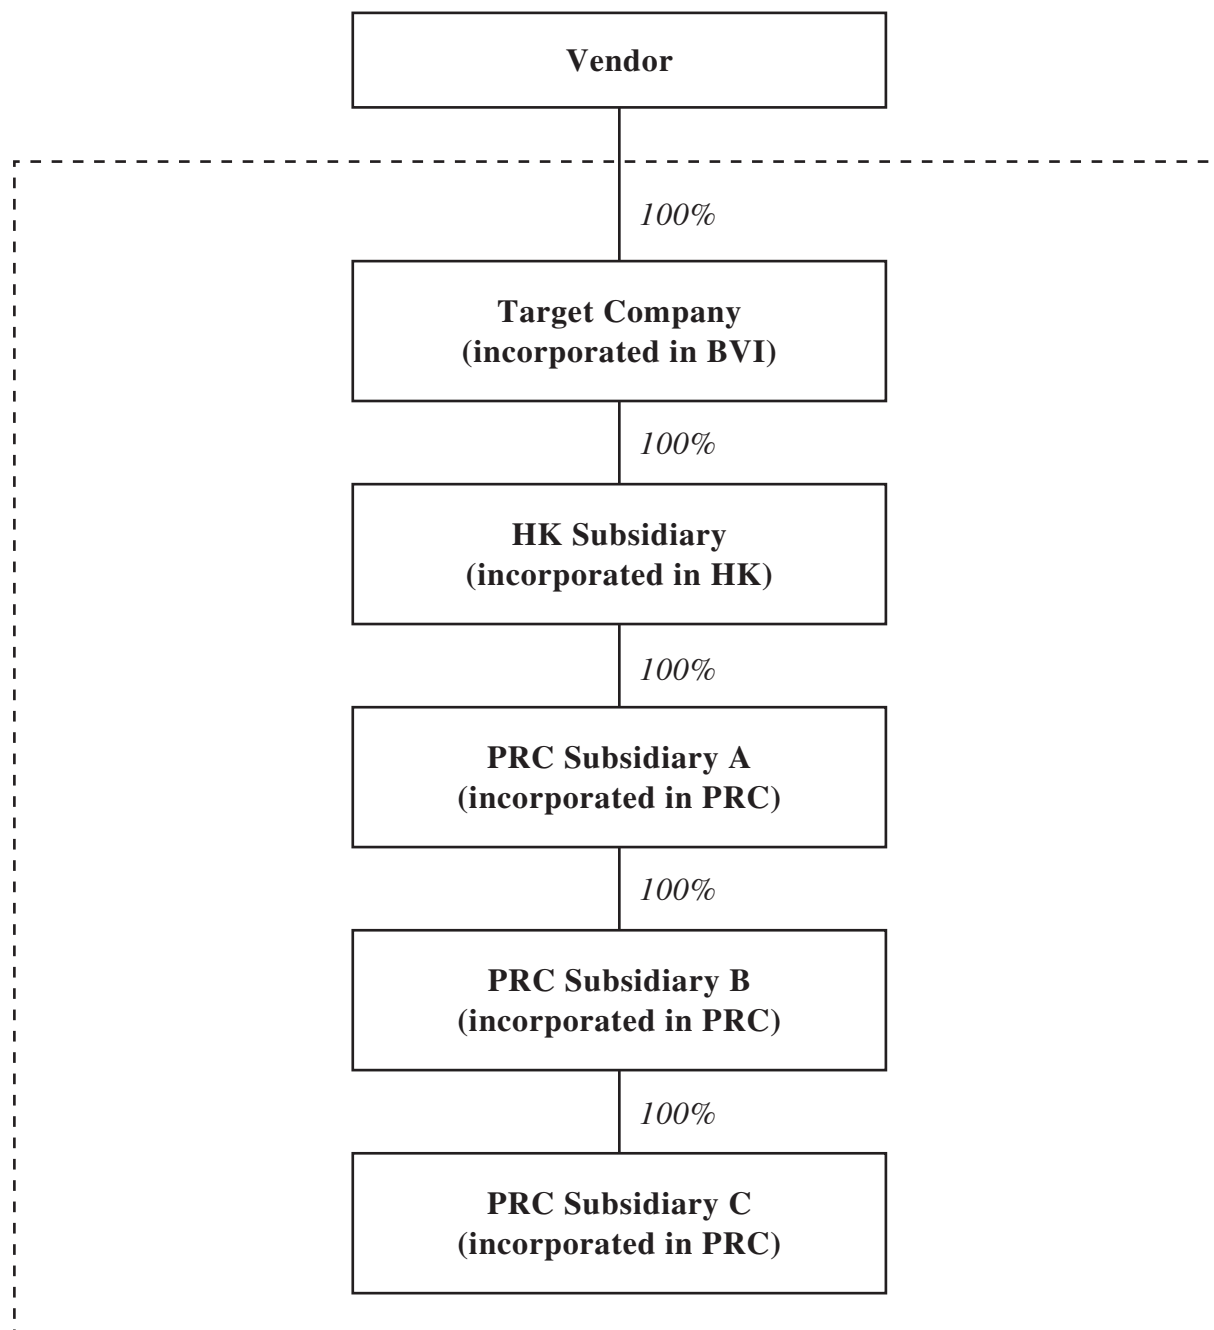 Vendor
100%
Target Company
(incorporated in BVI)
100%
HK Subsidiary
(incorporated in HK)
100%
PRC Subsidiary A
(incorporated in PRC)
100%
PRC Subsidiary B
(incorporated in PRC)
100%
PRC Subsidiary C
(incorporated in PRC)